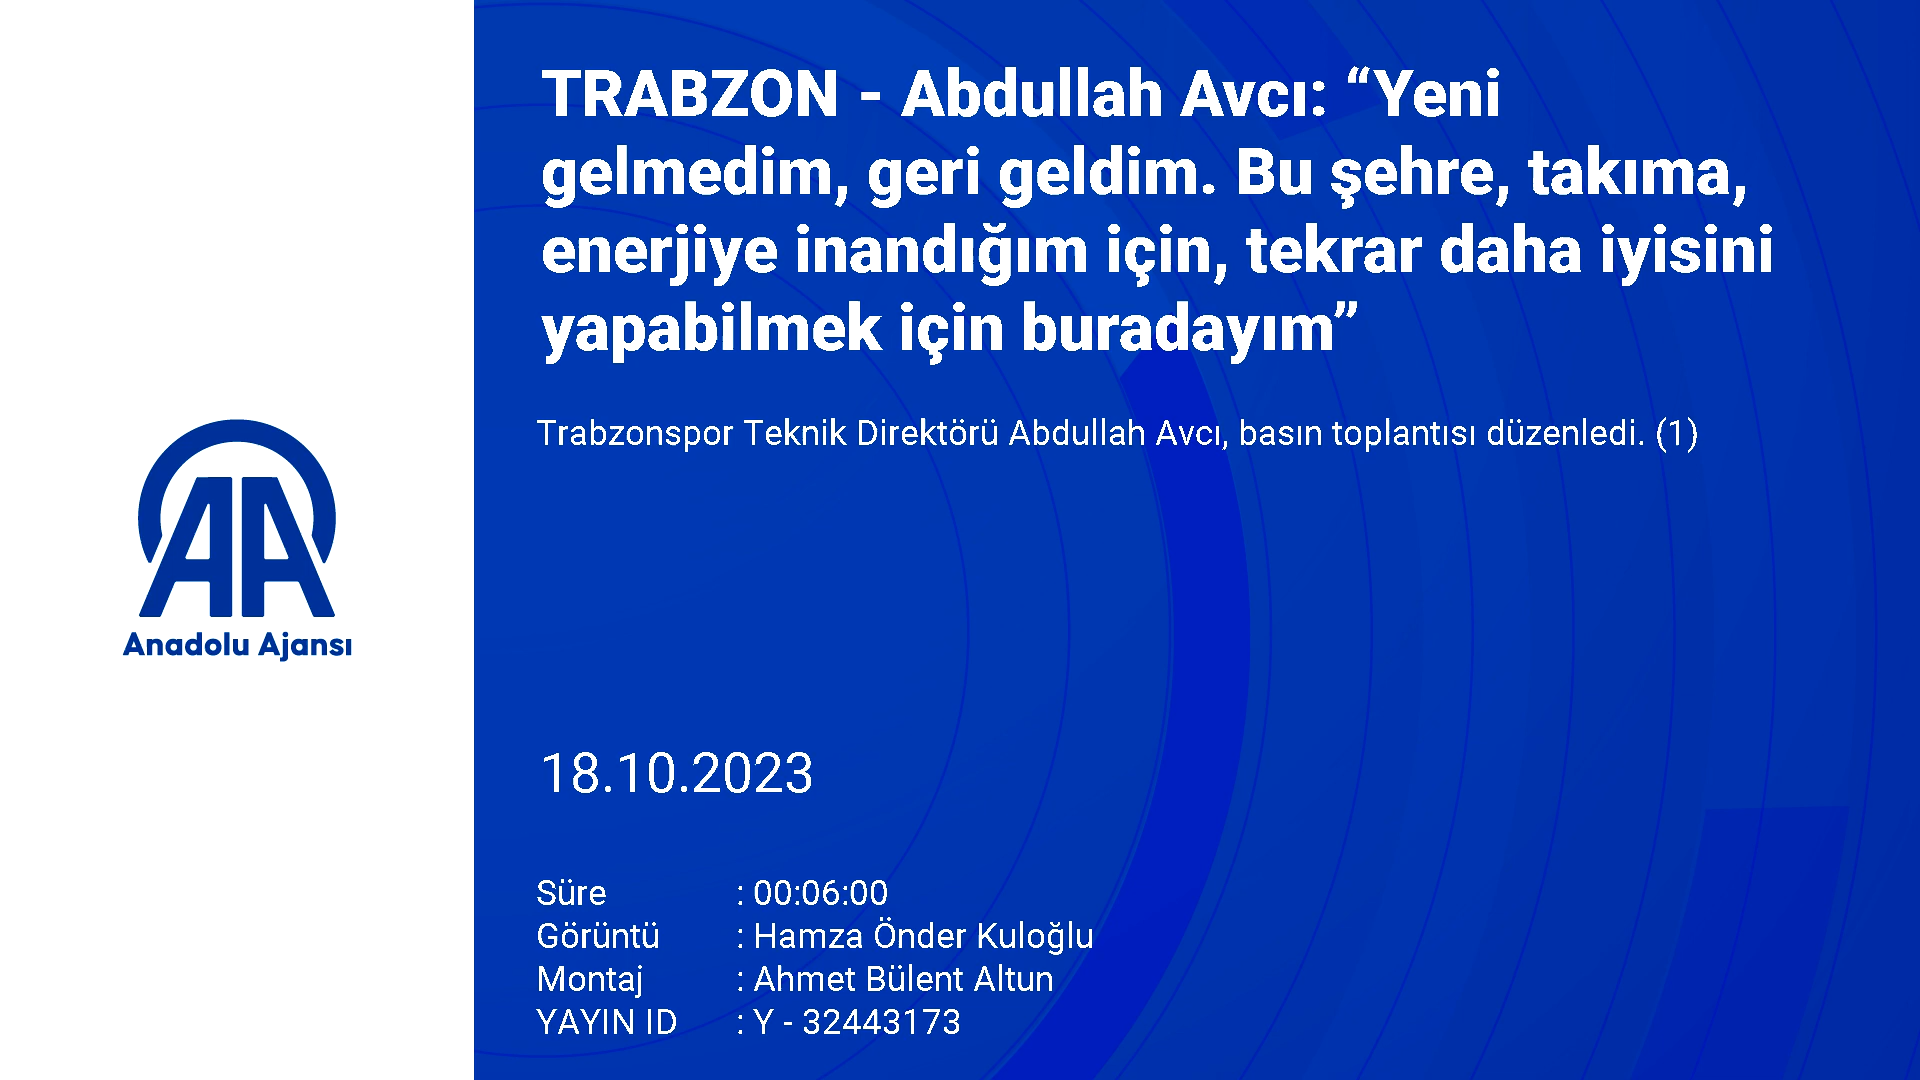 TRABZON - Abdullah Avcı: “Yeni
gelmedim, geri geldim. Bu şehre, takıma,
enerjiye inandığım için, tekrar daha iyisini
yapabilmek için buradayım”
Trabzonspor Teknik Direktörü Abdullah Avcı, basın toplantısı düzenledi. (1)
AA
Anadolu Ajansı
18.10.2023
Süre : 00:06:00
Görüntü : Hamza Önder Kuloğlu
Montaj : Ahmet Bülent Altun
YAYIN ID : Y - 32443173